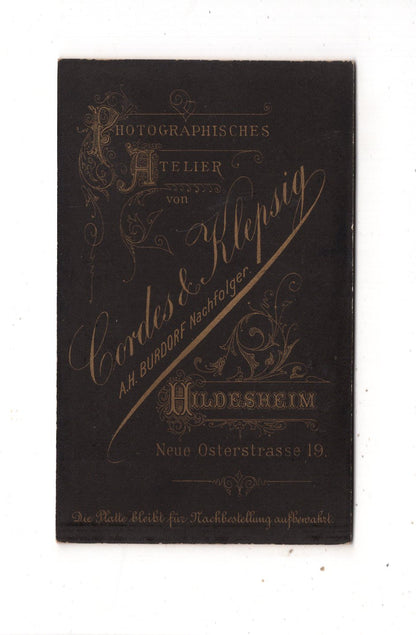 PHOTOGRAPHISCHES
ATELIER
von
Cordes & Klepsig
A.H. BURDORF Nachfolger.
HILDESHEIM
Neue Osterstrasse 19.
Die Platte bleibt für Nachbestellung aufbewahrt.